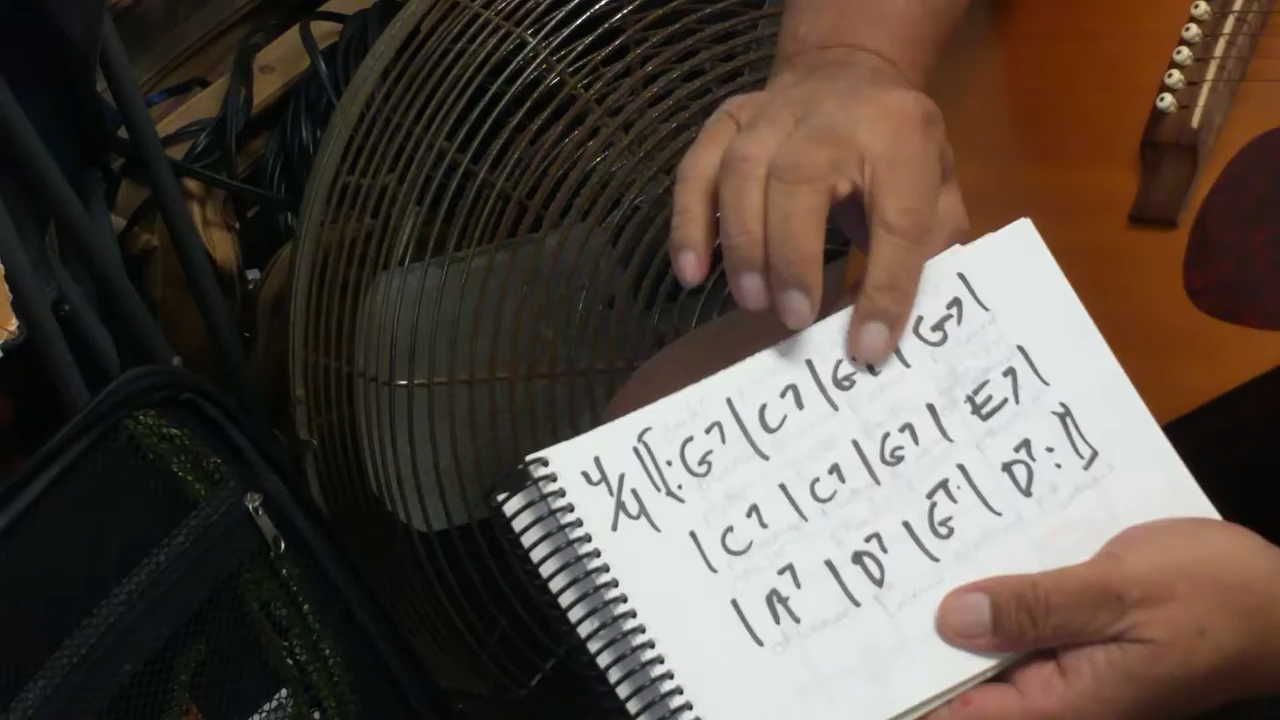 4/4 ||: G7 | C7 | G7 | G7 |
| C7 | C7 | G7 | E7 |
| A7 | D7 | G7 | D7 :||